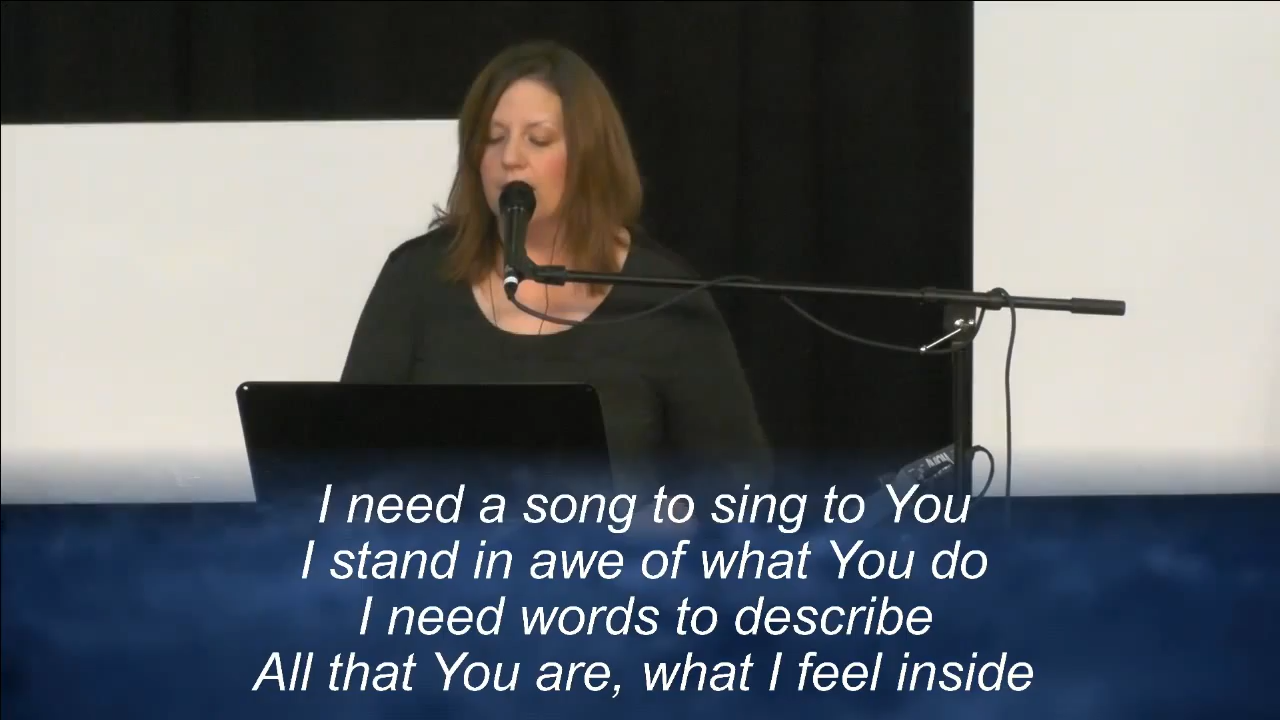 I need a song to sing to You
I stand in awe of what You do
I need words to describe
All that You are, what I feel inside